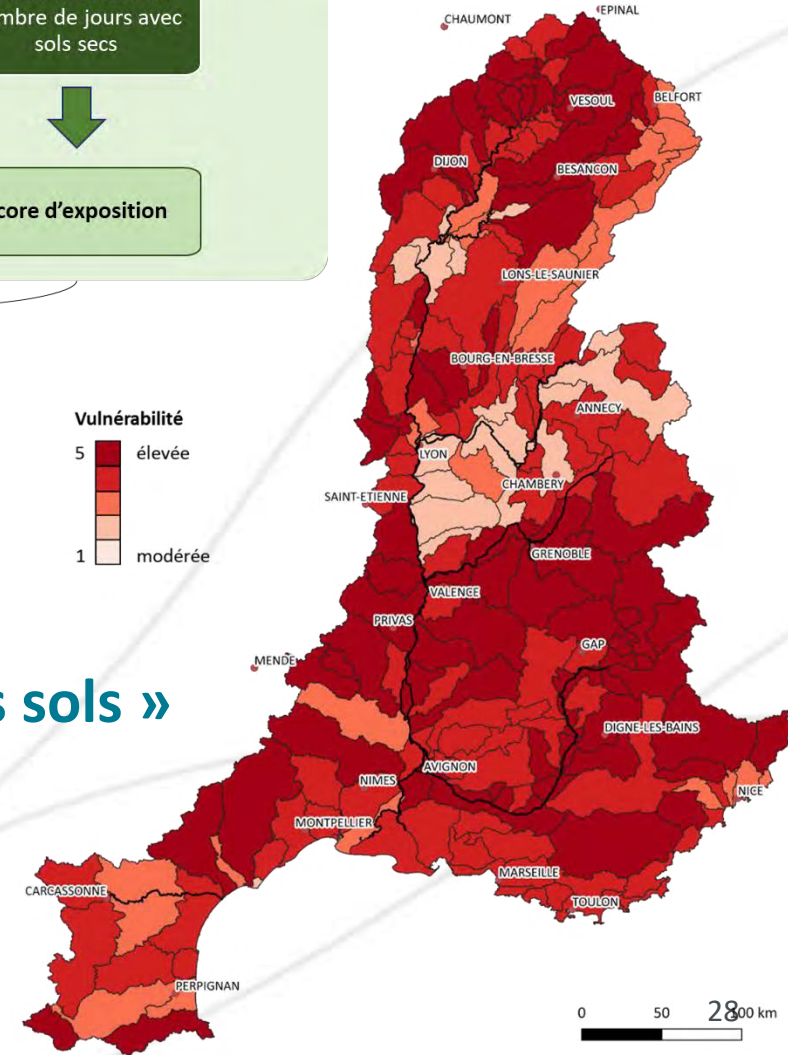 mbre de jours avec
sols secs
core d'exposition
CHAUMONT
EPINAL
VESOUL
BELFORT
DIJON
BESANCON
LONS-LE-SAUNIER
BOURG-EN-BRESSE
ANNECY
Vulnérabilité
5 élevée
1 modérée
LYON
CHAMBERY
SAINT-ETIENNE
GRENOBLE
VALENCE
PRIVAS
GAP
MENDE
s sols »
DIGNE-LES-BAINS
AVIGNON
NIMES
NICE
MONTPELLIER
MARSEILLE
CARCASSONNE
TOULON
PERPIGNAN
0 50 100 km
28